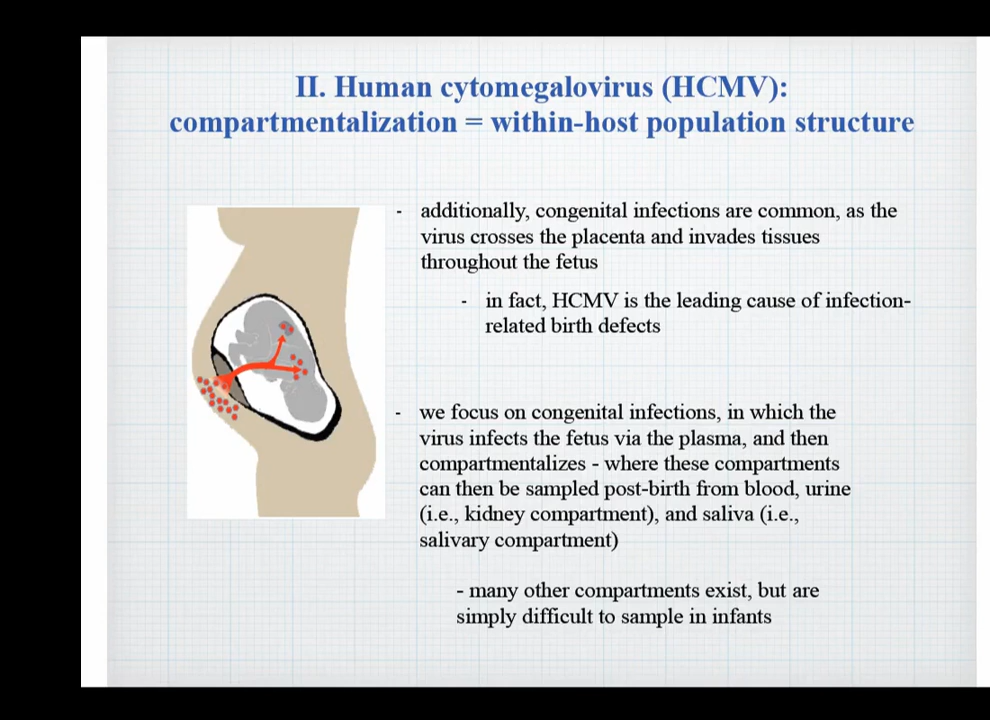 II. Human cytomegalovirus (HCMV):
compartmentalization = within-host population structure
- additionally, congenital infections are common, as the
virus crosses the placenta and invades tissues
throughout the fetus
- in fact, HCMV is the leading cause of infection-
related birth defects
- we focus on congenital infections, in which the
virus infects the fetus via the plasma, and then
compartmentalizes - where these compartments
can then be sampled post-birth from blood, urine
(i.e., kidney compartment), and saliva (i.e.,
salivary compartment)
- many other compartments exist, but are
simply difficult to sample in infants